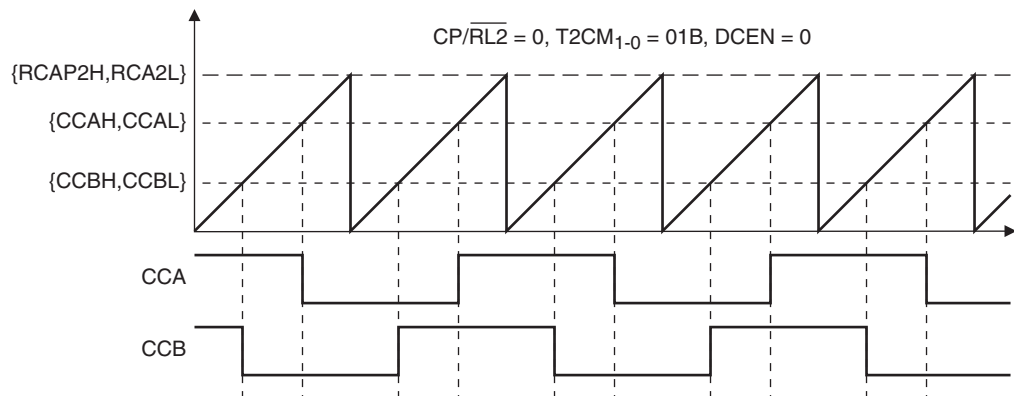 CP/RL2 = 0, T2CM1-0 = 01B, DCEN = 0
{RCAP2H,RCA2L}
{CCAH,CCAL}
{CCBH,CCBL}
CCA
CCB